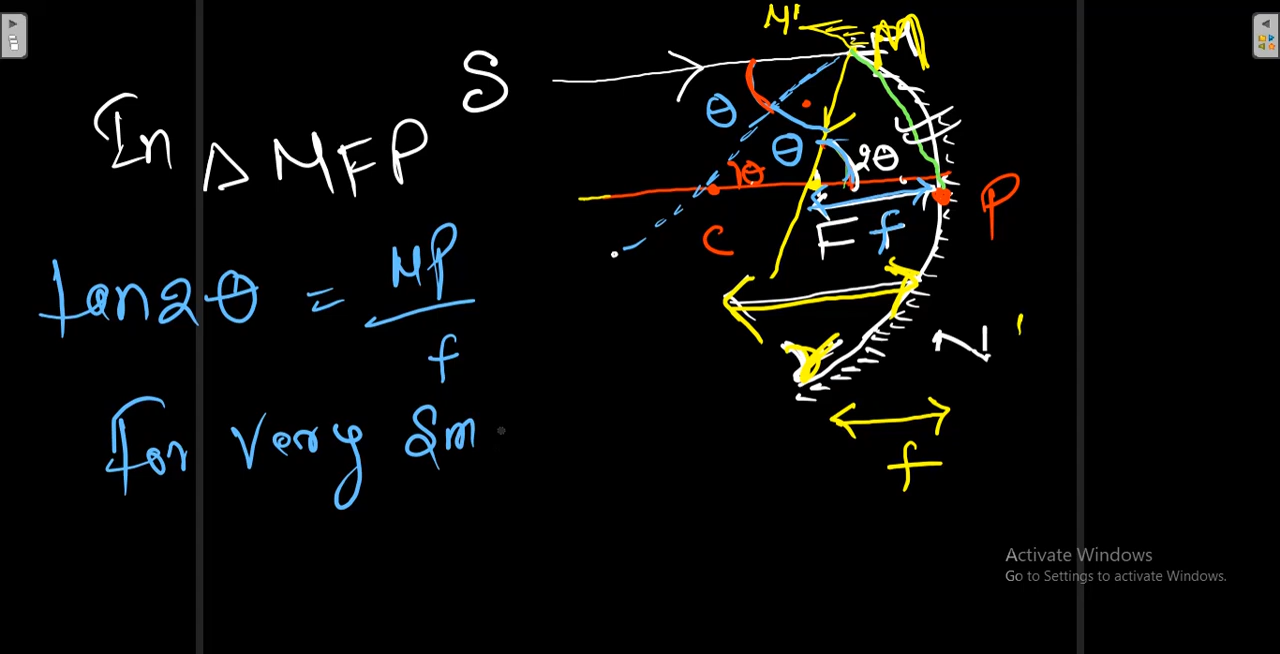 In Δ MFP
tan2θ = MP
f
For very sm
S
M'
M
θ
θ
2θ
θ
C
F
f
P
N'
r
f
Activate Windows
Go to Settings to activate Windows.